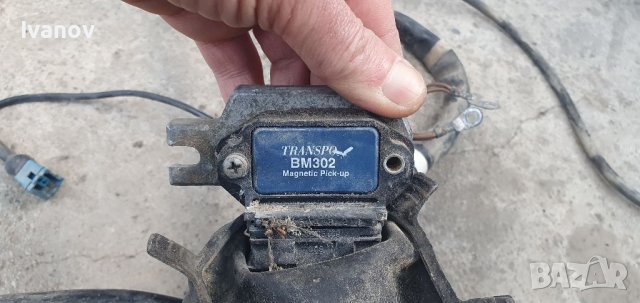 Ivanov
TRANSPO
BM302
Magnetic Pick-up
BAZAR